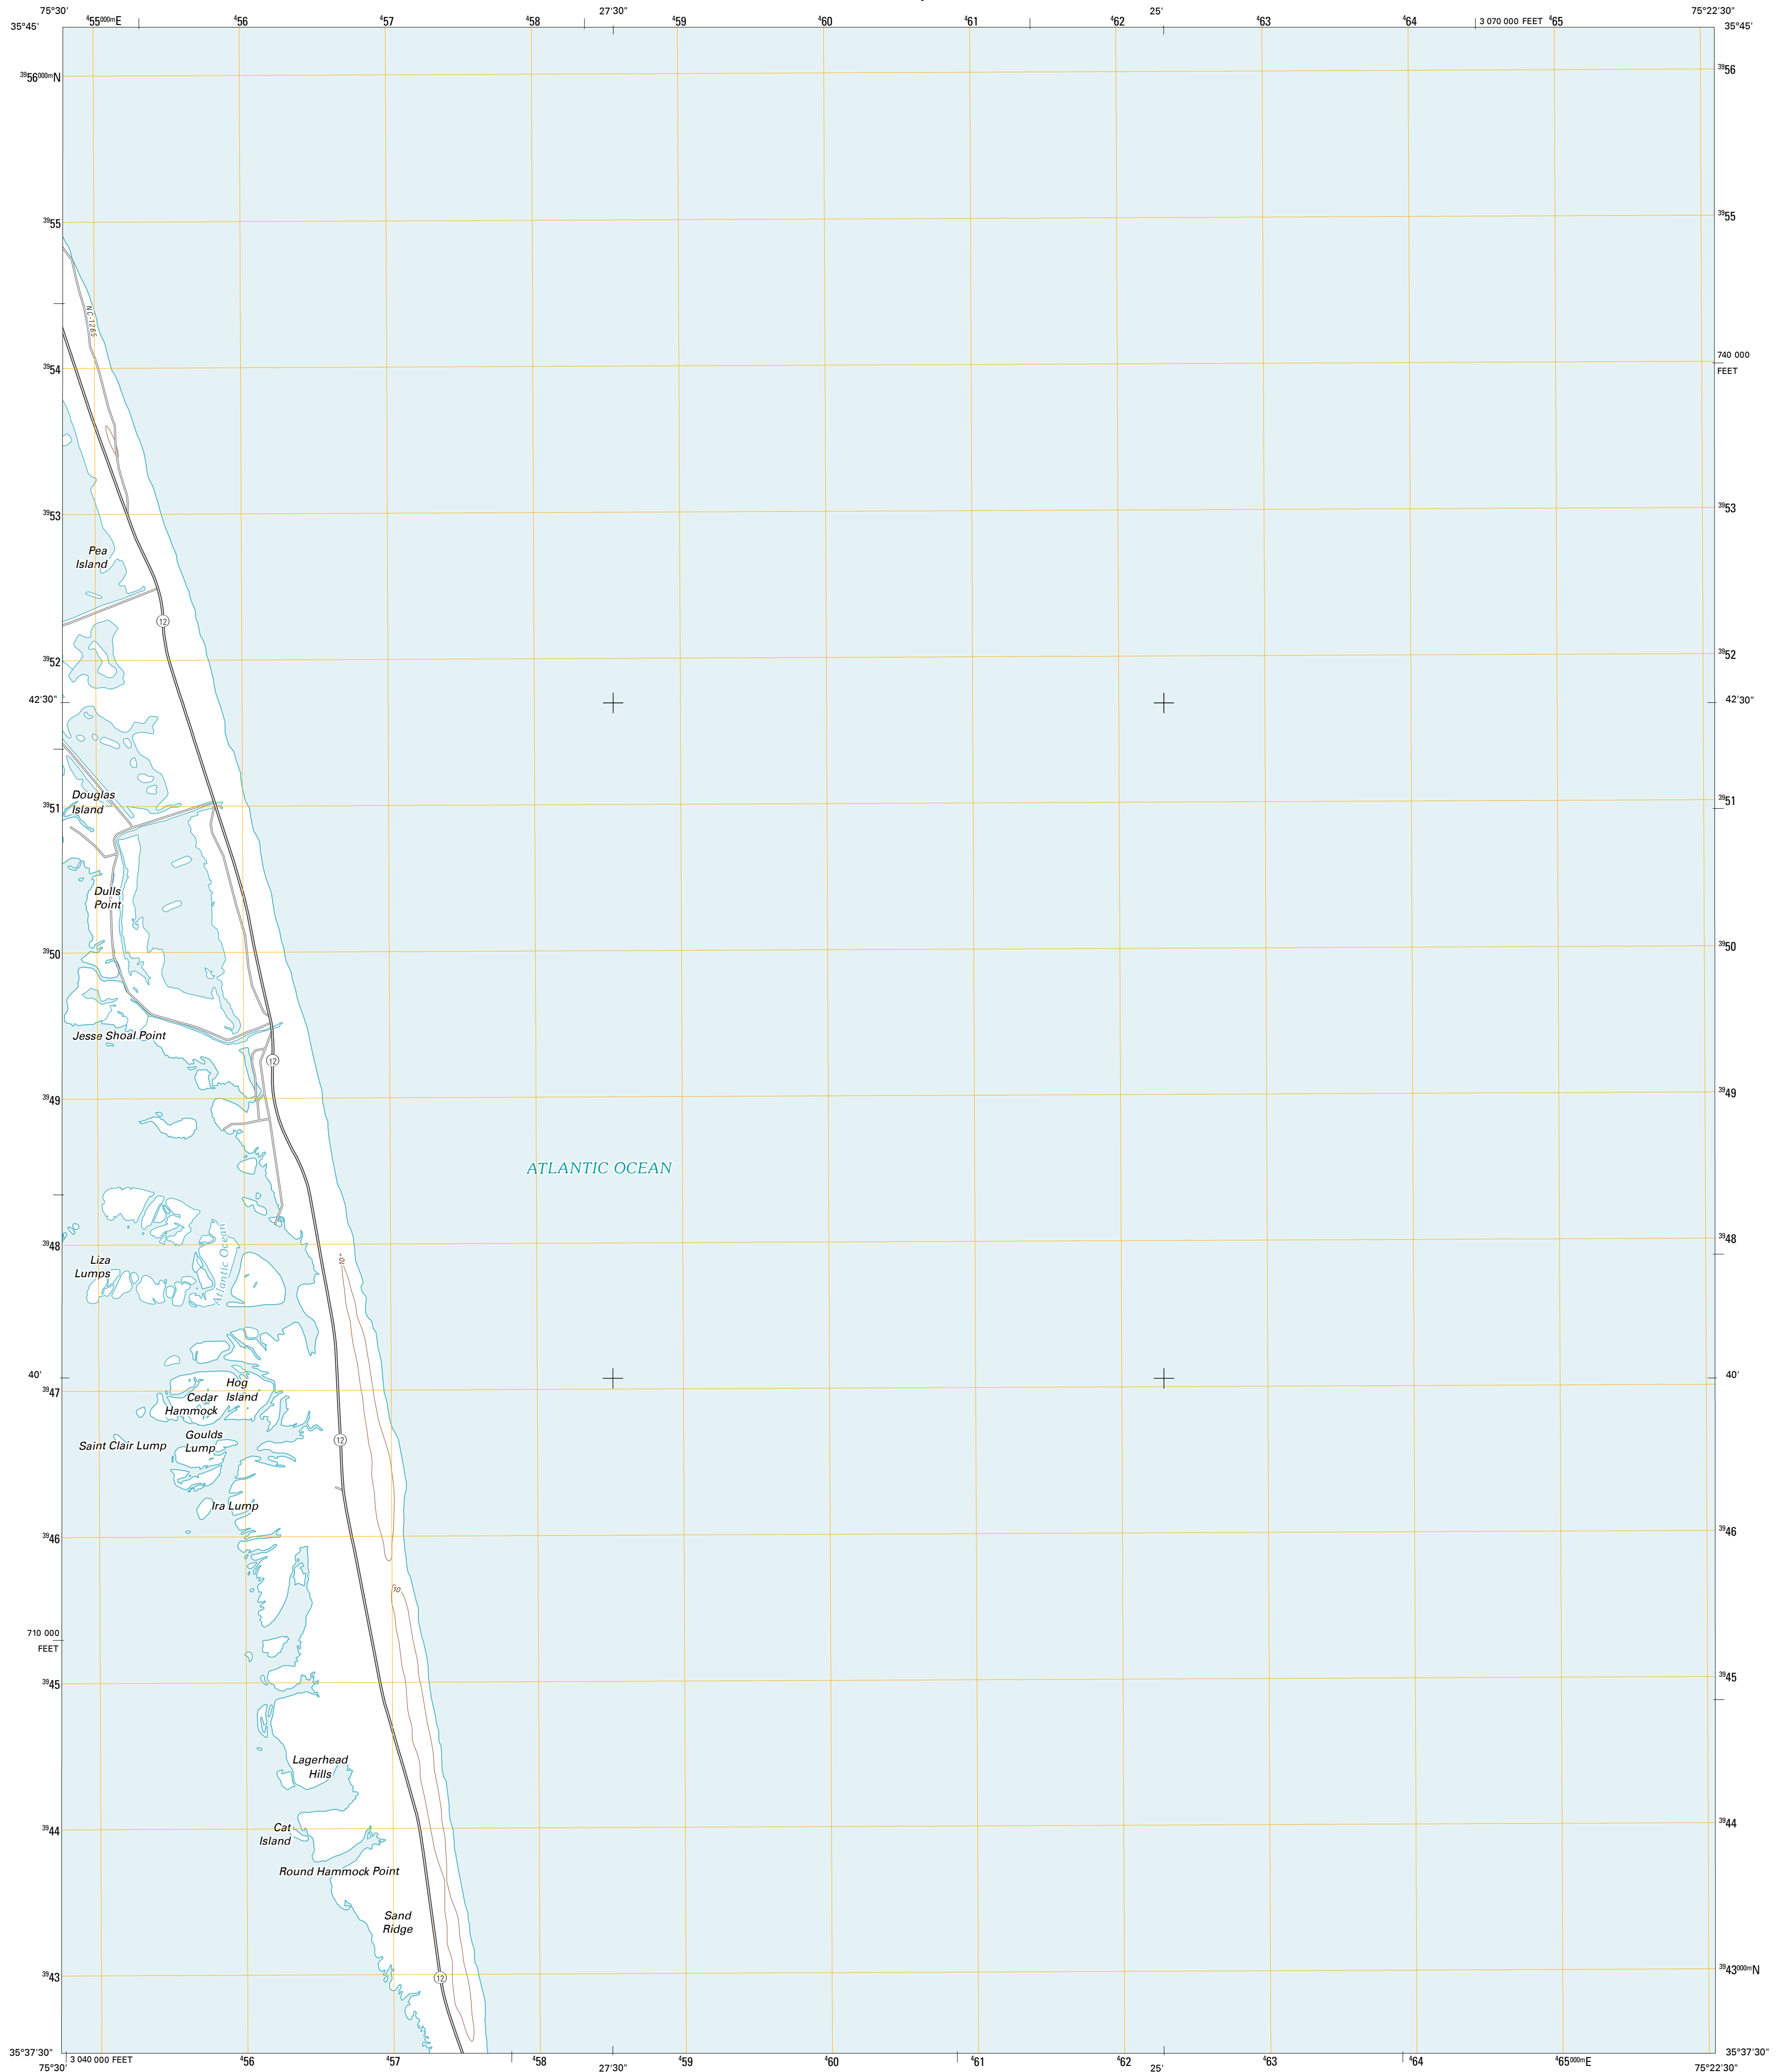 75°30'
⁴55⁰⁰⁰ᵐE
⁴56
⁴57
⁴58
27'30"
⁴59
⁴60
⁴61
⁴62
25'
⁴63
⁴64
3 070 000 FEET
⁴65
75°22'30"
35°45'
35°45'
³⁹56⁰⁰⁰ᵐN
³⁹56
³⁹55
³⁹55
NC-1265
740 000
FEET
³⁹54
³⁹53
³⁹53
Pea
Island
12
³⁹52
³⁹52
42'30"
42'30"
Douglas
Island
³⁹51
³⁹51
Dulls
Point
³⁹50
³⁹50
Jesse Shoal Point
12
³⁹49
³⁹49
ATLANTIC OCEAN
Atlantic Ocean
³⁹48
³⁹48
10
Liza
Lumps
40'
40'
Hog
Island
³⁹47
³⁹47
Cedar
Hammock
Goulds
Lump
12
Saint Clair Lump
Ira Lump
³⁹46
³⁹46
10
710 000
FEET
³⁹45
³⁹45
Lagerhead
Hills
Cat
Island
³⁹44
³⁹44
Round Hammock Point
Sand
Ridge
12
³⁹43
³⁹43⁰⁰⁰ᵐN
35°37'30"
35°37'30"
75°30'
3 040 000 FEET
⁴56
⁴57
⁴58
27'30"
⁴59
⁴60
⁴61
⁴62
25'
⁴63
⁴64
⁴65⁰⁰⁰ᵐE
75°22'30"